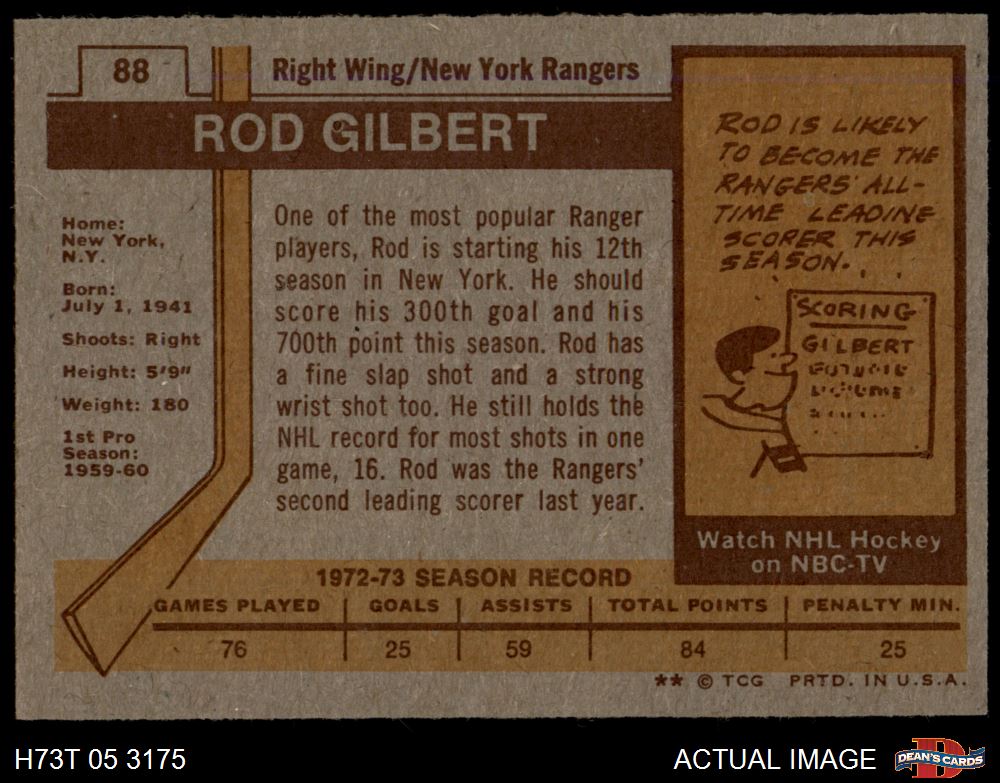 88
Right Wing/New York Rangers
ROD GILBERT
Home:
New York,
N.Y.
Born:
July 1, 1941
Shoots: Right
Height: 5'9"
Weight: 180
1st Pro
Season:
1959-60
One of the most popular Ranger
players, Rod is starting his 12th
season in New York. He should
score his 300th goal and his
700th point this season. Rod has
a fine slap shot and a strong
wrist shot too. He still holds the
NHL record for most shots in one
game, 16. Rod was the Rangers'
second leading scorer last year.
ROD IS LIKELY
TO BECOME THE
RANGERS' ALL-
TIME LEADING
SCORER THIS
SEASON.
SCORING
GILBERT
Watch NHL Hockey
on NBC-TV
1972-73 SEASON RECORD
GAMES PLAYED GOALS ASSISTS TOTAL POINTS PENALTY MIN.
76 25 59 84 25
** © TCG PRTD. IN U.S.A.
H73T 05 3175
ACTUAL IMAGE
D
DEAN'S CARDS